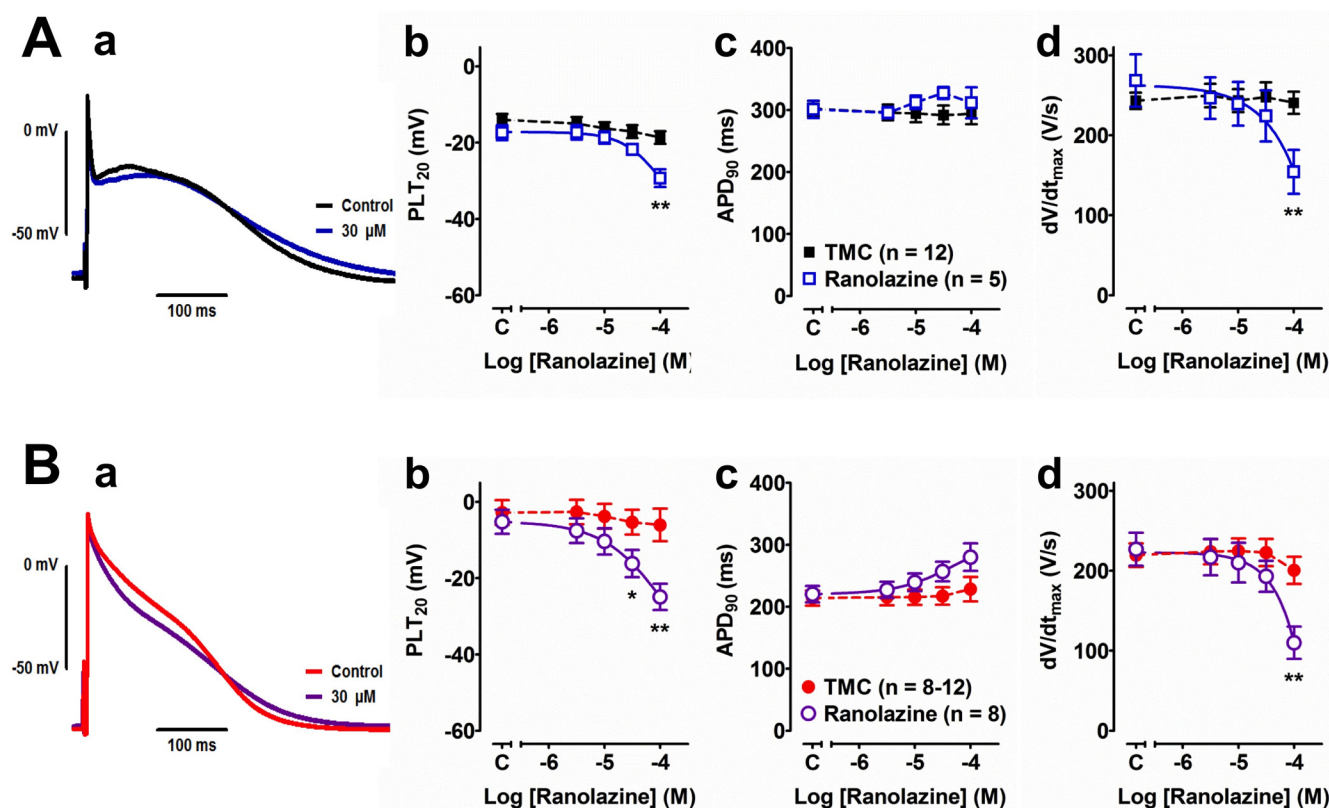 A
a
0 mV
-50 mV
Control
30 µM
100 ms
b
PLT20 (mV)
0
-20
-40
-60
C
-6
-5
-4
Log [Ranolazine] (M)
c
APD90 (ms)
400
300
200
100
0
TMC (n = 12)
Ranolazine (n = 5)
C
-6
-5
-4
Log [Ranolazine] (M)
d
dV/dtmax (V/s)
300
200
100
0
**
C
-6
-5
-4
Log [Ranolazine] (M)
**
B
a
0 mV
-50 mV
Control
30 µM
100 ms
b
PLT20 (mV)
0
-20
-40
-60
*
**
C
-6
-5
-4
Log [Ranolazine] (M)
c
APD90 (ms)
400
300
200
100
0
TMC (n = 8-12)
Ranolazine (n = 8)
C
-6
-5
-4
Log [Ranolazine] (M)
d
dV/dtmax (V/s)
300
200
100
0
**
C
-6
-5
-4
Log [Ranolazine] (M)